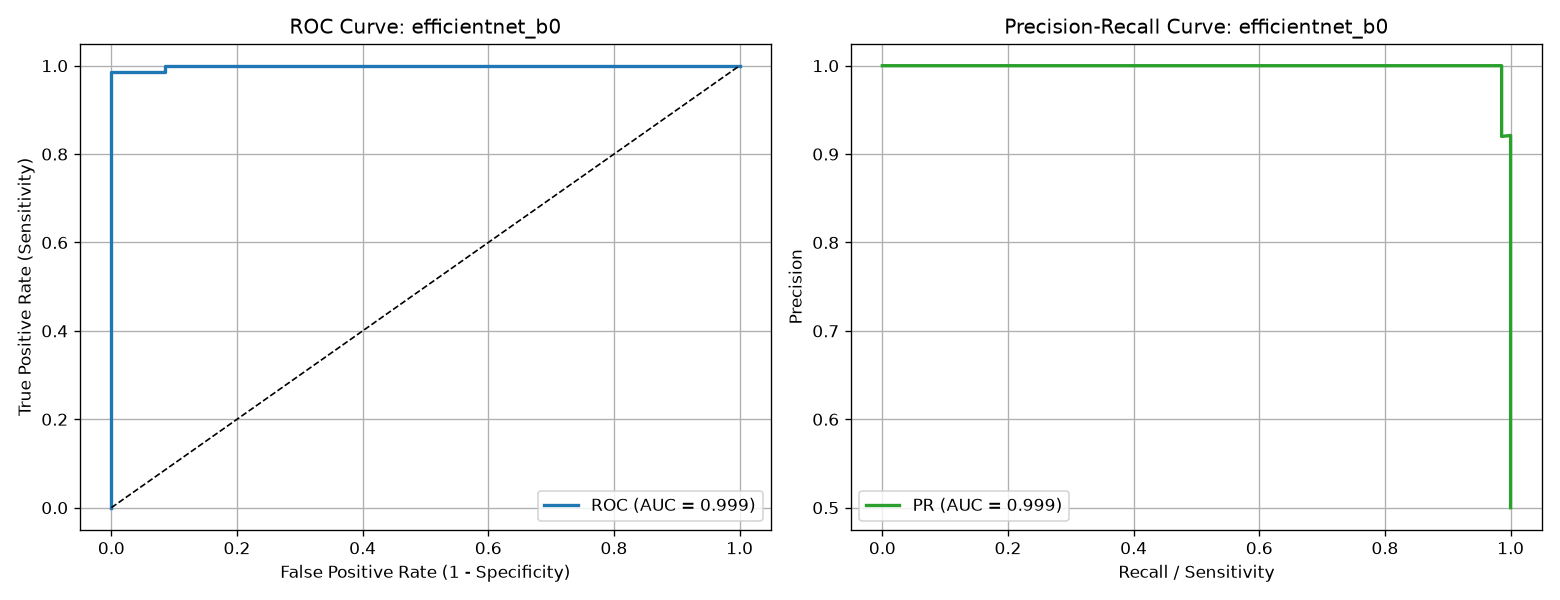 ROC Curve: efficientnet_b0
True Positive Rate (Sensitivity)
1.0
0.8
0.6
0.4
0.2
0.0
0.0 0.2 0.4 0.6 0.8 1.0
False Positive Rate (1 - Specificity)
ROC (AUC = 0.999)
Precision-Recall Curve: efficientnet_b0
Precision
1.0
0.9
0.8
0.7
0.6
0.5
0.0 0.2 0.4 0.6 0.8 1.0
Recall / Sensitivity
PR (AUC = 0.999)